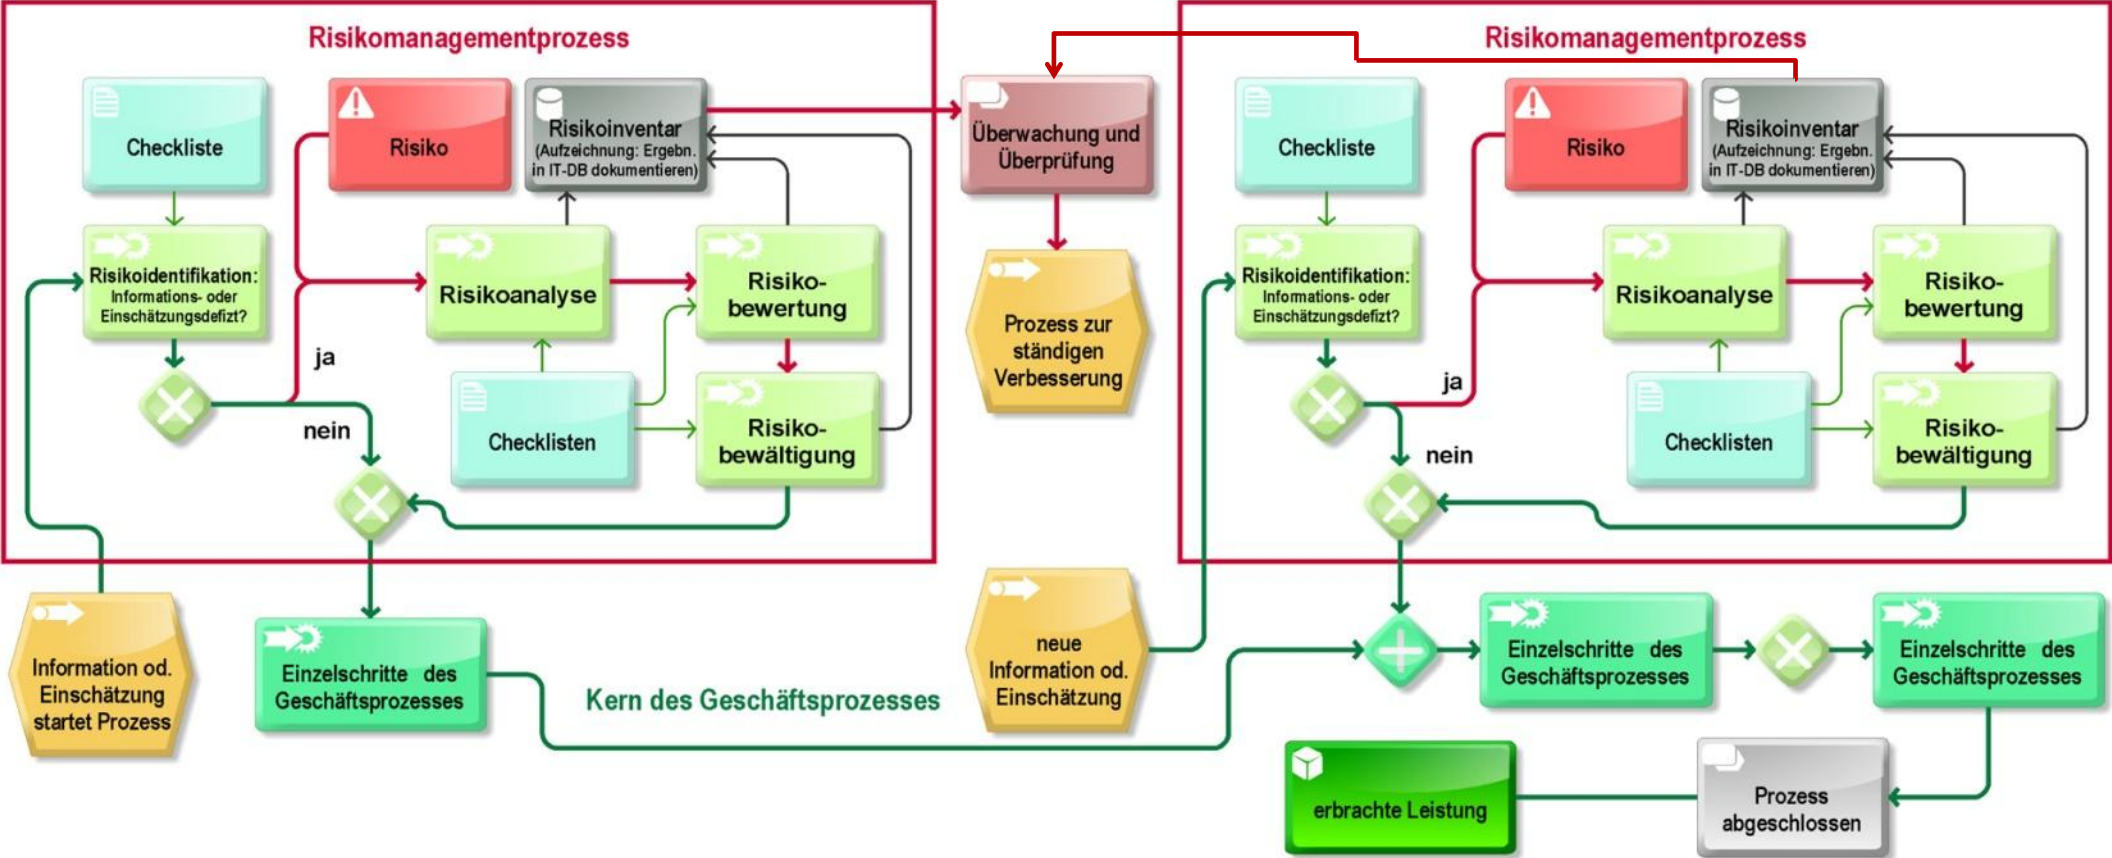 Risikomanagementprozess
Checkliste
Risiko
Risikoinventar
(Aufzeichnung: Ergebn.
in IT-DB dokumentieren)
Risikoidentifikation:
Informations- oder
Einschätzungsdefizt?
Risikoanalyse
Risiko-
bewertung
ja
nein
Checklisten
Risiko-
bewältigung
Überwachung und
Überprüfung
Prozess zur
ständigen
Verbesserung
Risikomanagementprozess
Checkliste
Risiko
Risikoinventar
(Aufzeichnung: Ergebn.
in IT-DB dokumentieren)
Risikoidentifikation:
Informations- oder
Einschätzungsdefizt?
Risikoanalyse
Risiko-
bewertung
ja
nein
Checklisten
Risiko-
bewältigung
Information od.
Einschätzung
startet Prozess
Einzelschritte des
Geschäftsprozesses
Kern des Geschäftsprozesses
neue
Information od.
Einschätzung
Einzelschritte des
Geschäftsprozesses
Einzelschritte des
Geschäftsprozesses
erbrachte Leistung
Prozess
abgeschlossen